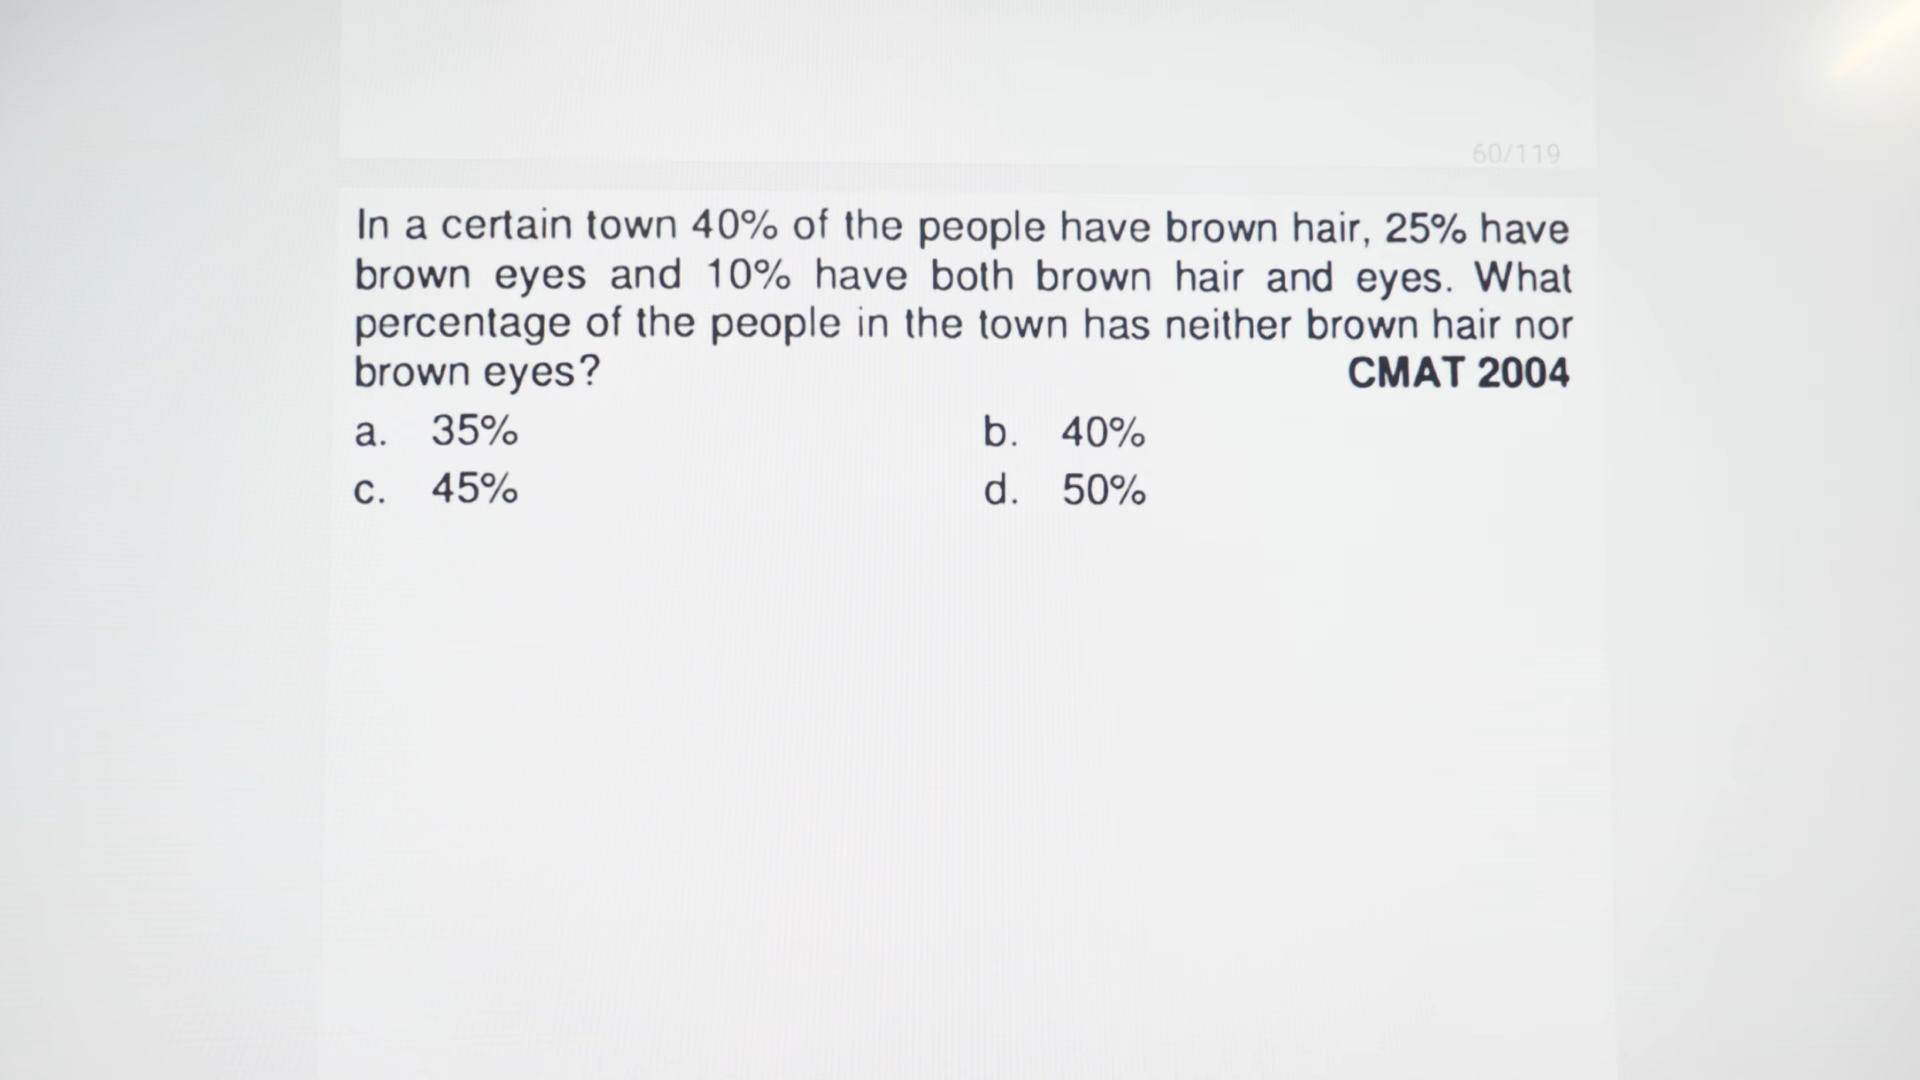 60/119
In a certain town 40% of the people have brown hair, 25% have
brown eyes and 10% have both brown hair and eyes. What
percentage of the people in the town has neither brown hair nor
brown eyes? CMAT 2004
a. 35% b. 40%
c. 45% d. 50%